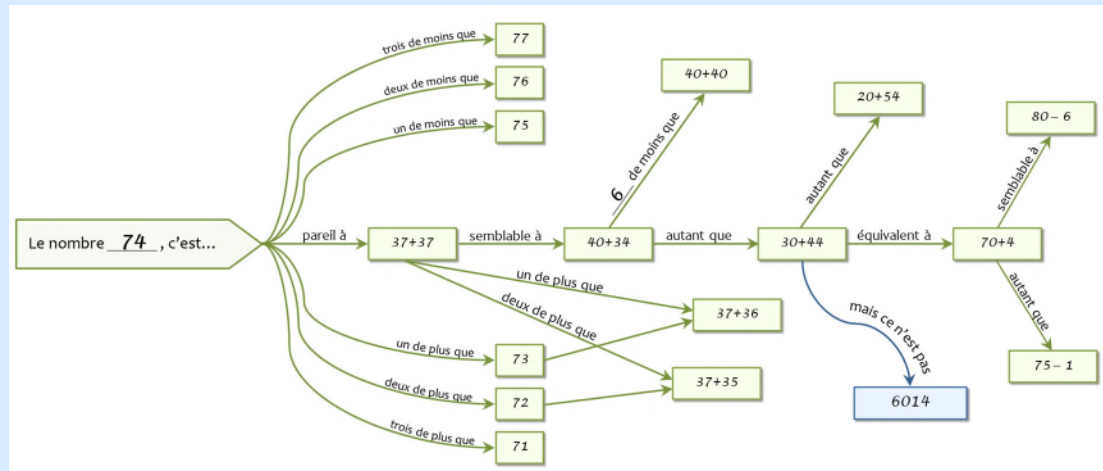 trois de moins que
77
deux de moins que
76
un de moins que
75
Le nombre 74 , c'est...
pareil à
37+37
semblable à
40+34
6 de moins que
40+40
autant que
30+44
autant que
20+54
équivalent à
70+4
semblable à
80-6
autant que
75-1
mais ce n'est pas
6014
un de plus que
37+36
deux de plus que
37+35
un de plus que
73
deux de plus que
72
trois de plus que
71